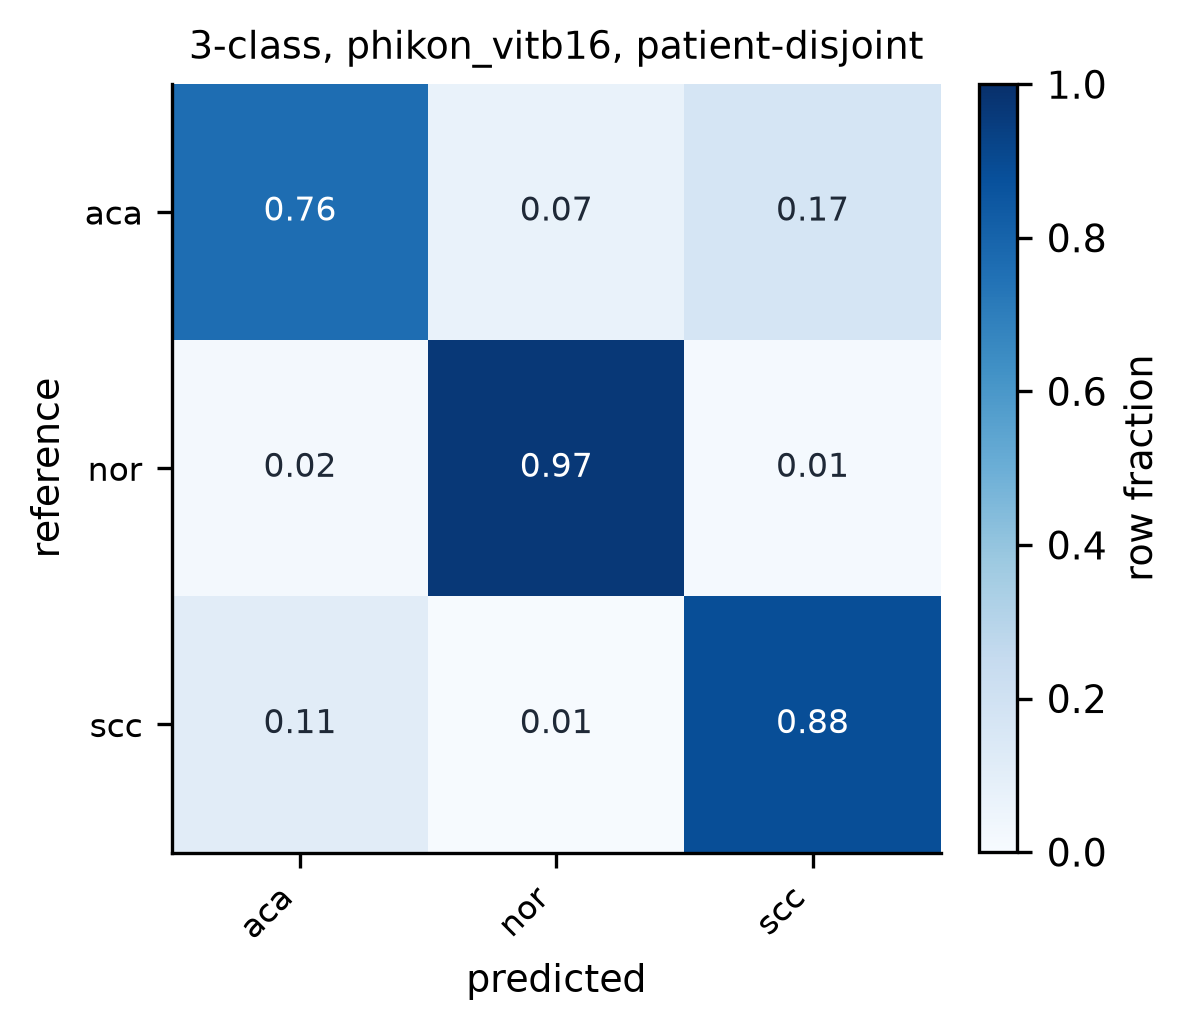 3-class, phikon_vitb16, patient-disjoint
reference
aca
0.76 0.07 0.17
nor
0.02 0.97 0.01
scc
0.11 0.01 0.88
aca nor scc
predicted
1.0
0.8
0.6
0.4
0.2
0.0
row fraction